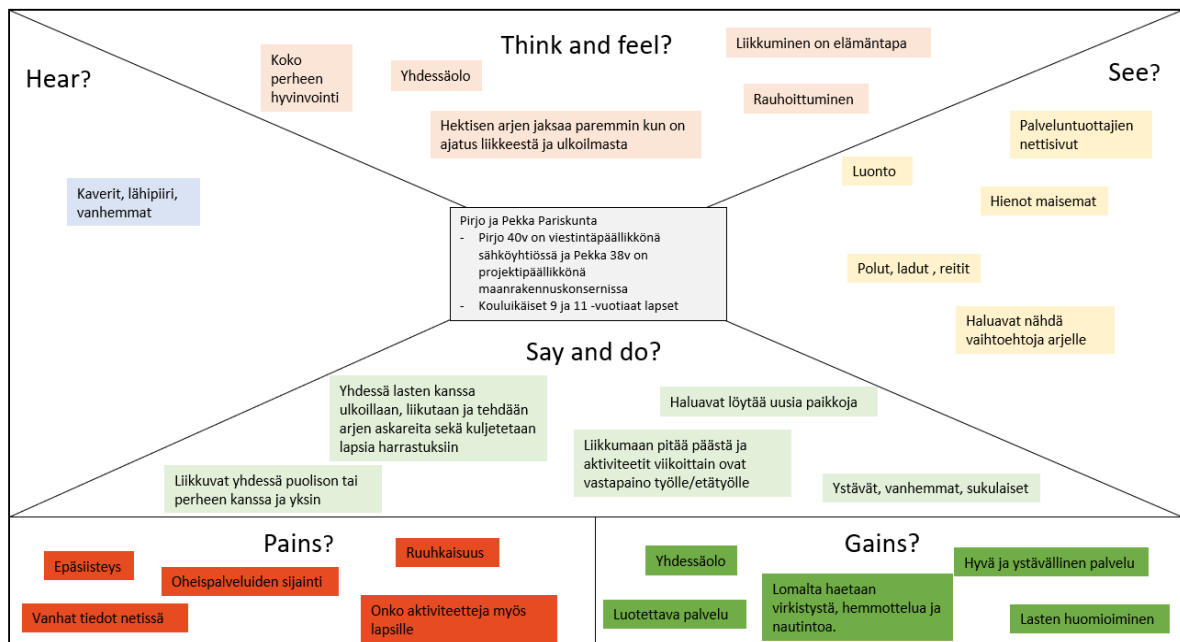 Think and feel?
Koko
perheen
hyvinvointi
Yhdessäolo
Liikkuminen on elämäntapa
Rauhoittuminen
Hektisen arjen jaksaa paremmin kun on
ajatus liikkeestä ja ulkoilmasta
Hear?
Kaverit, lähipiiri,
vanhemmat
See?
Palveluntuottajien
nettisivut
Luonto
Hienot maisemat
Polut, ladut , reitit
Haluavat nähdä
vaihtoehtoja arjelle
Pirjo ja Pekka Pariskunta
- Pirjo 40v on viestintäpäällikkönä
sähköyhtiössä ja Pekka 38v on
projektipäällikkönä
maanrakennuskonsernissa
- Kouluikäiset 9 ja 11 -vuotiaat lapset
Say and do?
Yhdessä lasten kanssa
ulkoillaan, liikutaan ja tehdään
arjen askareita sekä kuljetetaan
lapsia harrastuksiin
Haluavat löytää uusia paikkoja
Liikkumaan pitää päästä ja
aktiviteetit viikoittain ovat
vastapaino työlle/etätyölle
Liikkuvat yhdessä puolison tai
perheen kanssa ja yksin
Ystävät, vanhemmat, sukulaiset
Pains?
Epäsiisteys
Ruuhkaisuus
Oheispalveluiden sijainti
Vanhat tiedot netissä
Onko aktiviteetteja myös
lapsille
Gains?
Yhdessäolo
Hyvä ja ystävällinen palvelu
Luotettava palvelu
Lomalta haetaan
virkistystä, hemmottelua ja
nautintoa.
Lasten huomioiminen